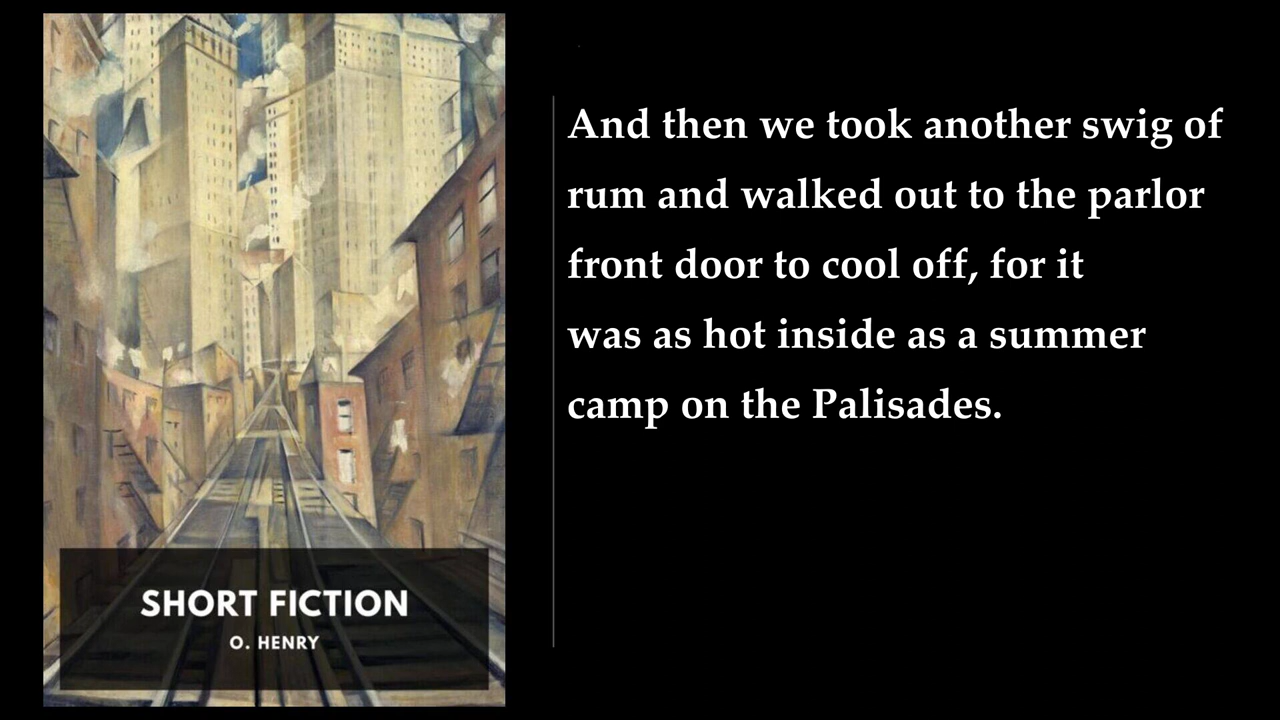 And then we took another swig of
rum and walked out to the parlor
front door to cool off, for it
was as hot inside as a summer
camp on the Palisades.
SHORT FICTION
O. HENRY